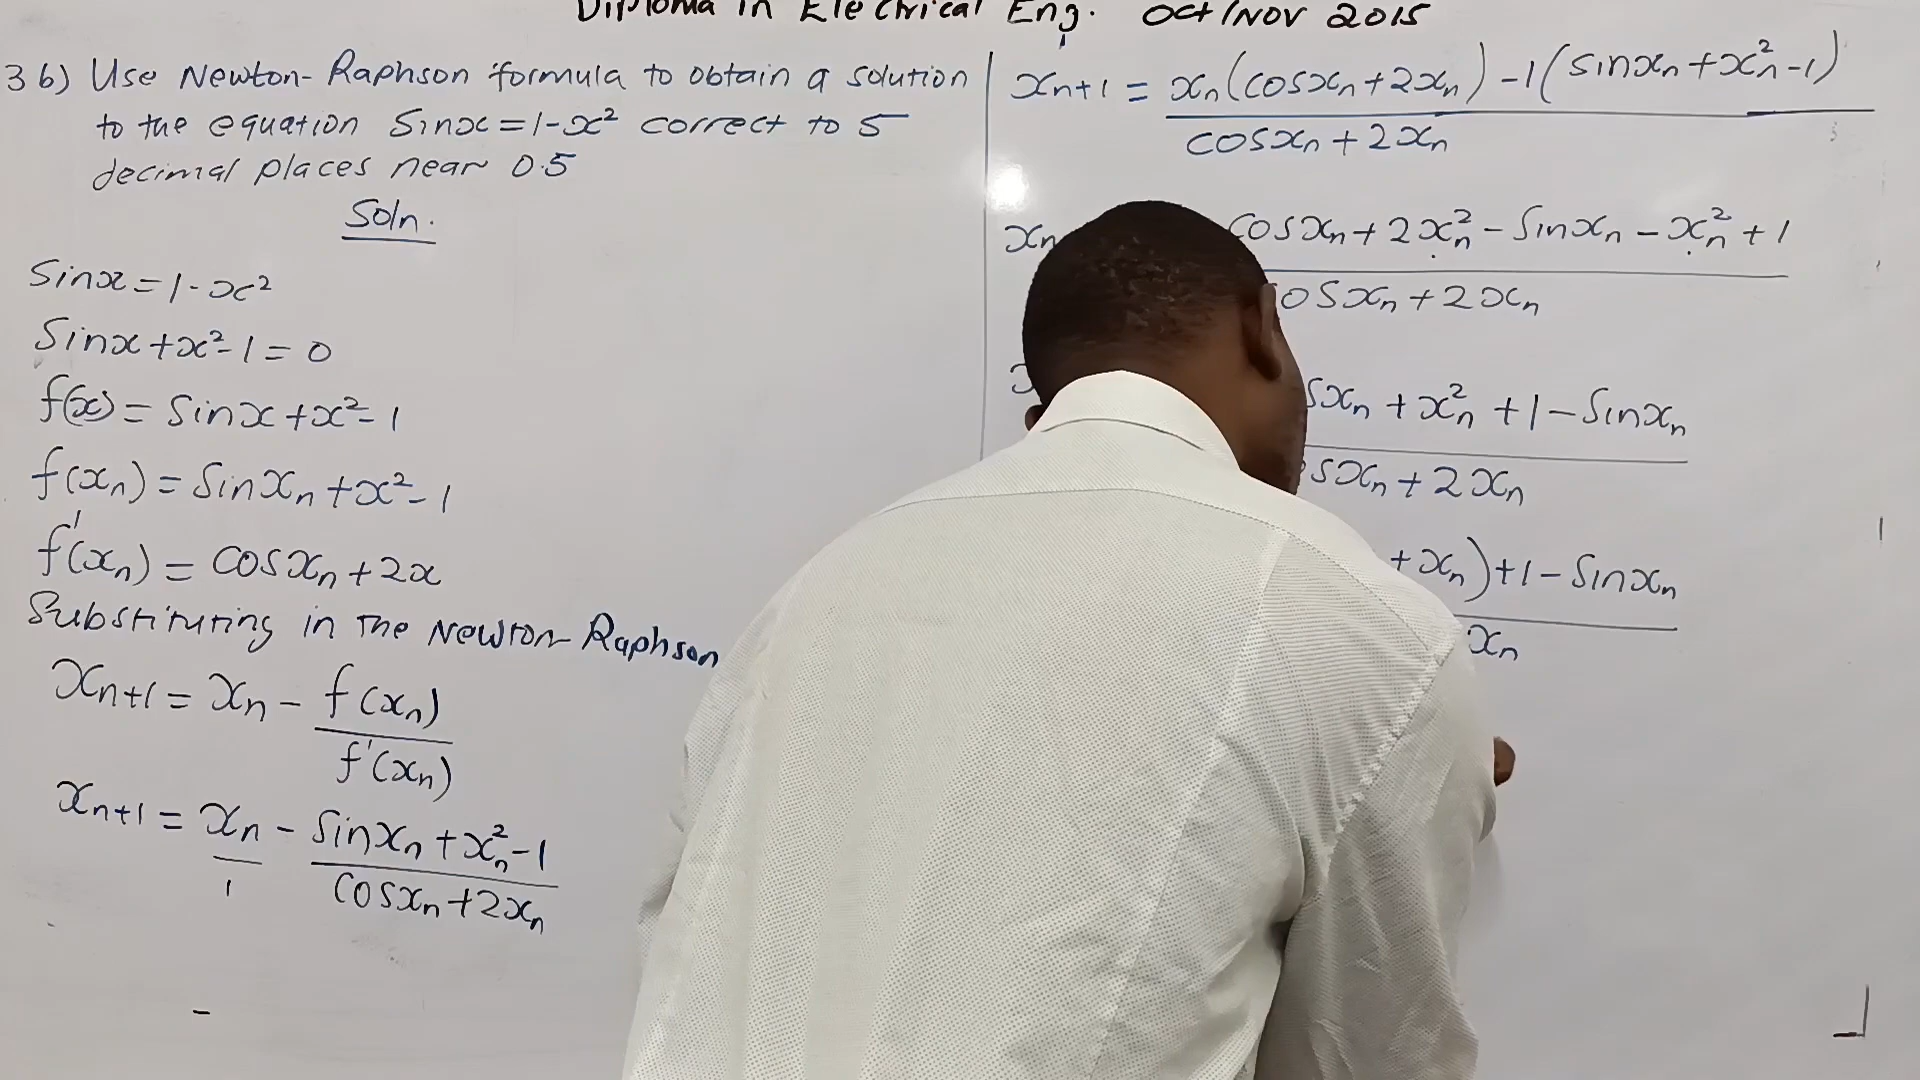 Diploma in Electrical Eng. Oct/Nov 2015
3 b) Use Newton-Raphson formula to obtain a solution
to the equation Sinx = 1-x² correct to 5
decimal places near 0.5
Soln.
Sinx = 1-x²
Sinx + x² - 1 = 0
f(x) = Sinx + x² - 1
f(xₙ) = Sinxₙ + x² - 1
f'(xₙ) = Cosxₙ + 2x
Substituting in the Newton-Raphson
xₙ₊₁ = xₙ - f(xₙ)
f'(xₙ)
xₙ₊₁ = xₙ - Sinxₙ + xₙ² - 1
1 Cosxₙ + 2xₙ
xₙ₊₁ = xₙ(cosxₙ + 2xₙ) - 1(Sinxₙ + xₙ² - 1)
cosxₙ + 2xₙ
xₙ cosxₙ + 2xₙ² - Sinxₙ - xₙ² + 1
osxₙ + 2xₙ
sxₙ + xₙ² + 1 - Sinxₙ
sxₙ + 2xₙ
+ xₙ) + 1 - Sinxₙ
xₙ